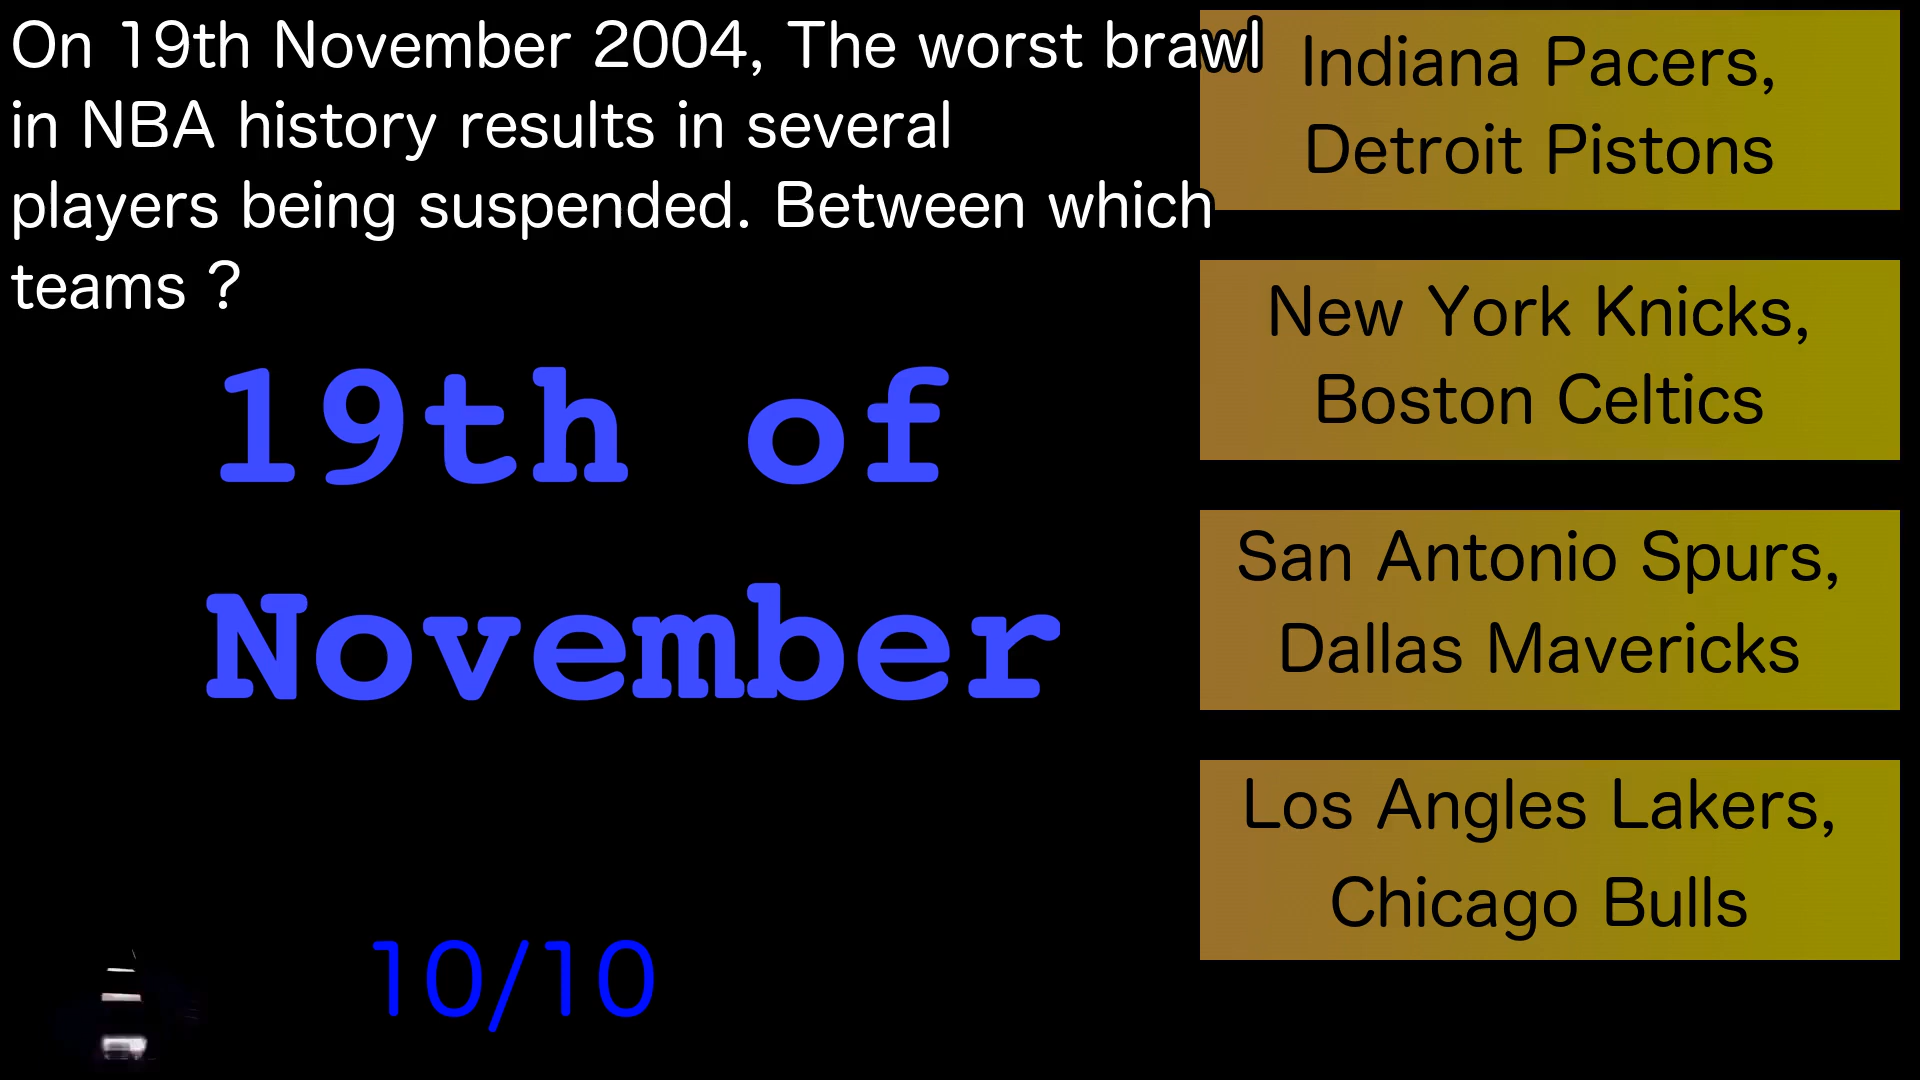 On 19th November 2004, The worst brawl
in NBA history results in several
players being suspended. Between which
teams ?
19th of
November
10/10
Indiana Pacers,
Detroit Pistons
New York Knicks,
Boston Celtics
San Antonio Spurs,
Dallas Mavericks
Los Angles Lakers,
Chicago Bulls